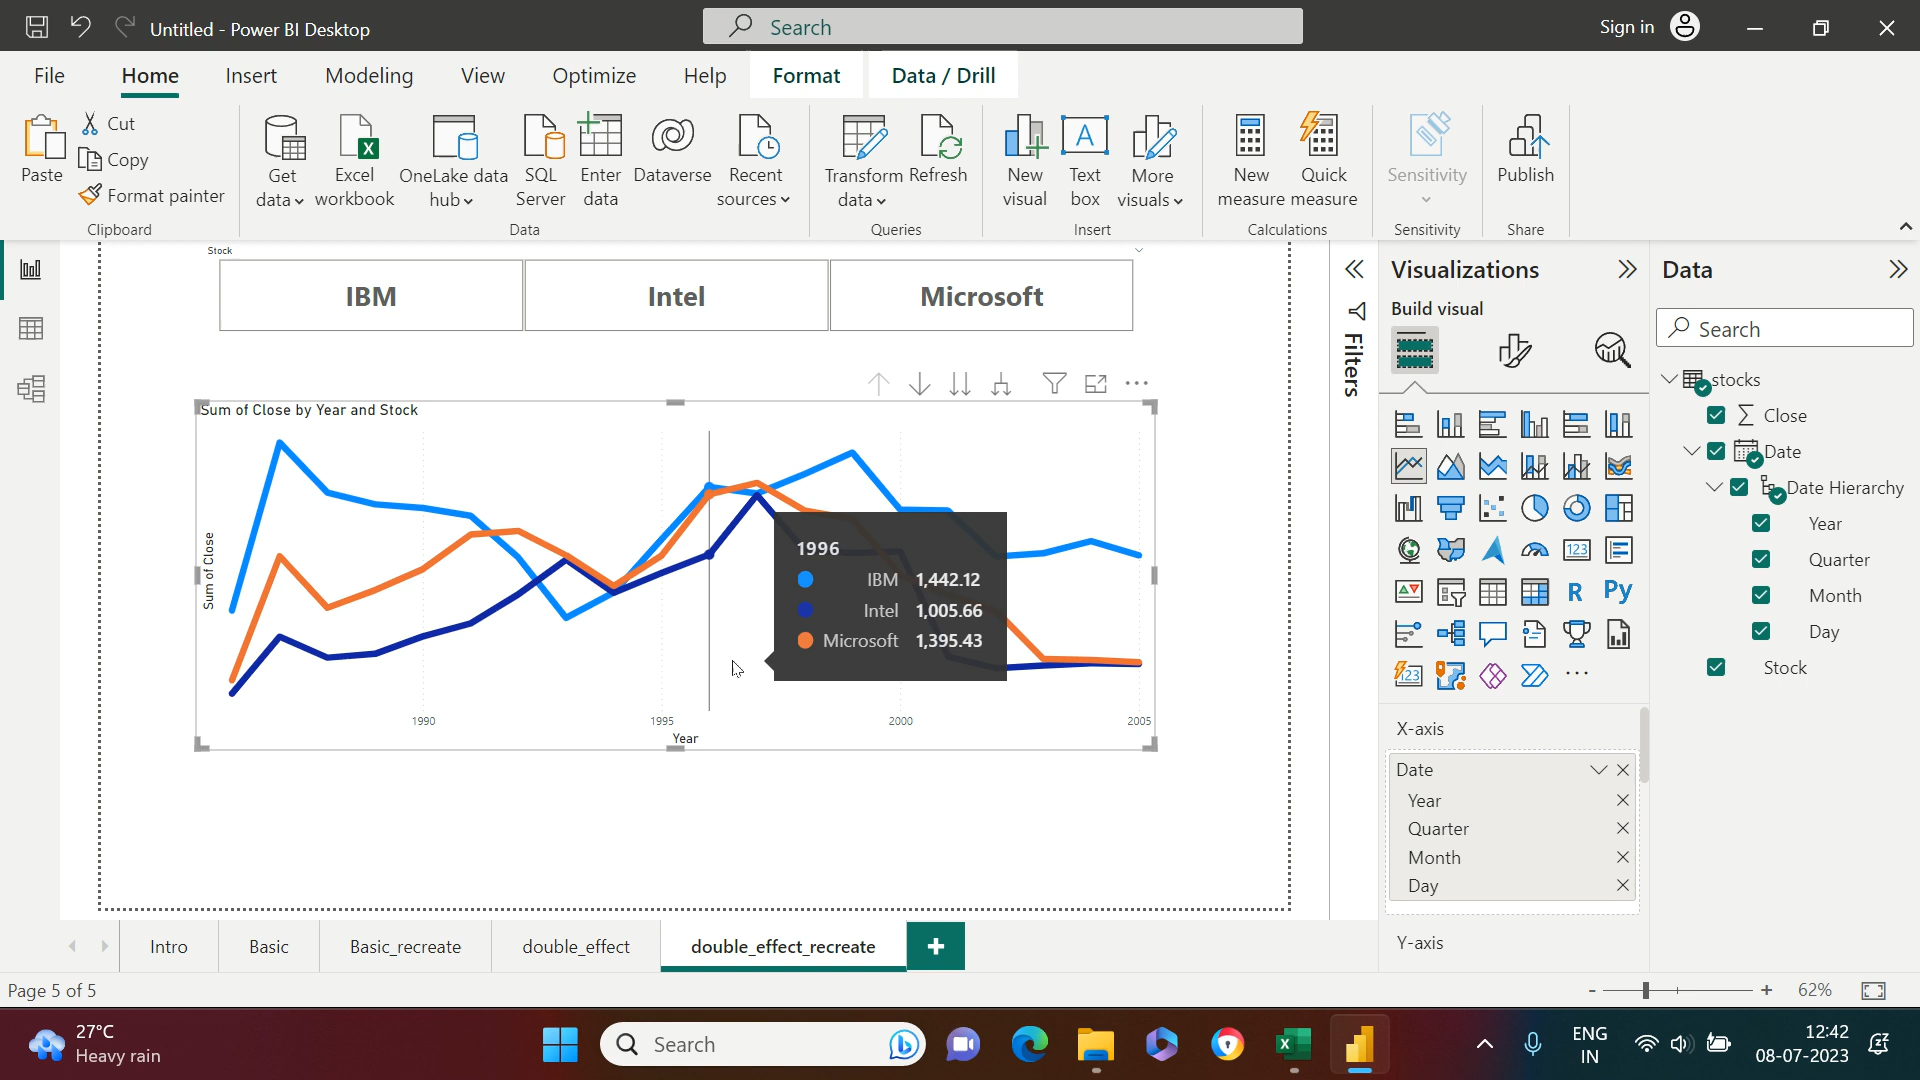 Untitled - Power BI Desktop
Search
Sign in
File
Home
Insert
Modeling
View
Optimize
Help
Format
Data / Drill
Paste
Cut
Copy
Format painter
Clipboard
Get
data
Excel
workbook
OneLake data
hub
SQL
Server
Enter
data
Dataverse
Recent
sources
Data
Transform
data
Refresh
Queries
New
visual
Text
box
More
visuals
Insert
New
measure
Quick
measure
Calculations
Sensitivity
Sensitivity
Publish
Share
Stock
IBM
Intel
Microsoft
Sum of Close by Year and Stock
Sum of Close
1996
IBM 1,442.12
Intel 1,005.66
Microsoft 1,395.43
1990
1995
2000
2005
Year
Filters
Visualizations
Build visual
123
R
Py
123
X-axis
Date
Year
Quarter
Month
Day
Y-axis
Data
Search
stocks
Close
Date
Date Hierarchy
Year
Quarter
Month
Day
Stock
Intro
Basic
Basic_recreate
double_effect
double_effect_recreate
Page 5 of 5
62%
27°C
Heavy rain
Search
ENG
IN
12:42
08-07-2023